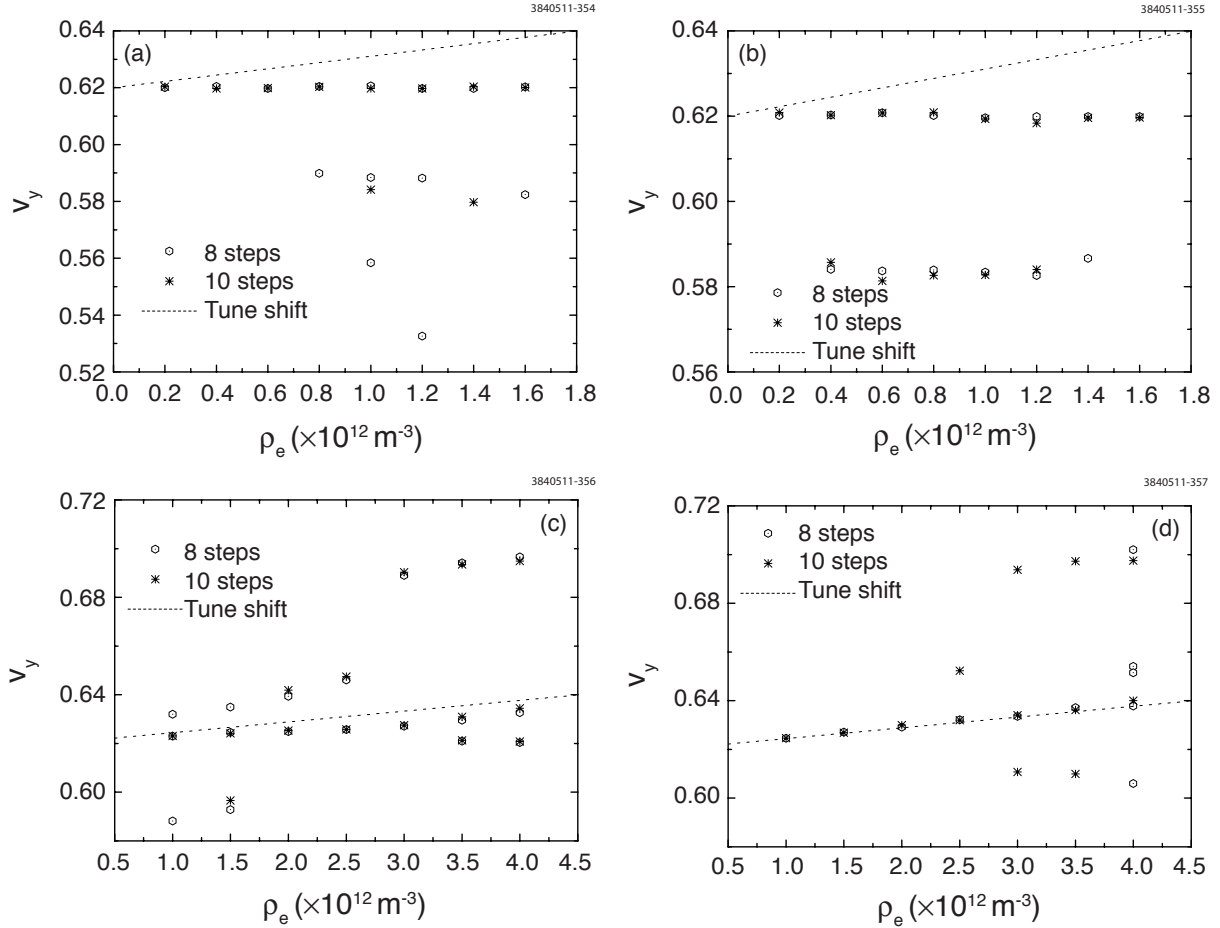 3840511-354
(a)
0.64
0.62
0.60
0.58
0.56
0.54
0.53
0.52
ν_y
8 steps
10 steps
Tune shift
0.0 0.2 0.4 0.6 0.8 1.0 1.2 1.4 1.6 1.8
ρ_e (×10^12 m^-3)
3840511-355
(b)
0.64
0.62
0.60
0.58
0.56
ν_y
8 steps
10 steps
Tune shift
0.0 0.2 0.4 0.6 0.8 1.0 1.2 1.4 1.6 1.8
ρ_e (×10^12 m^-3)
3840511-356
(c)
0.72
0.68
0.64
0.60
ν_y
8 steps
10 steps
Tune shift
0.5 1.0 1.5 2.0 2.5 3.0 3.5 4.0 4.5
ρ_e (×10^12 m^-3)
3840511-357
(d)
0.72
0.68
0.64
0.60
ν_y
8 steps
10 steps
Tune shift
0.5 1.0 1.5 2.0 2.5 3.0 3.5 4.0 4.5
ρ_e (×10^12 m^-3)